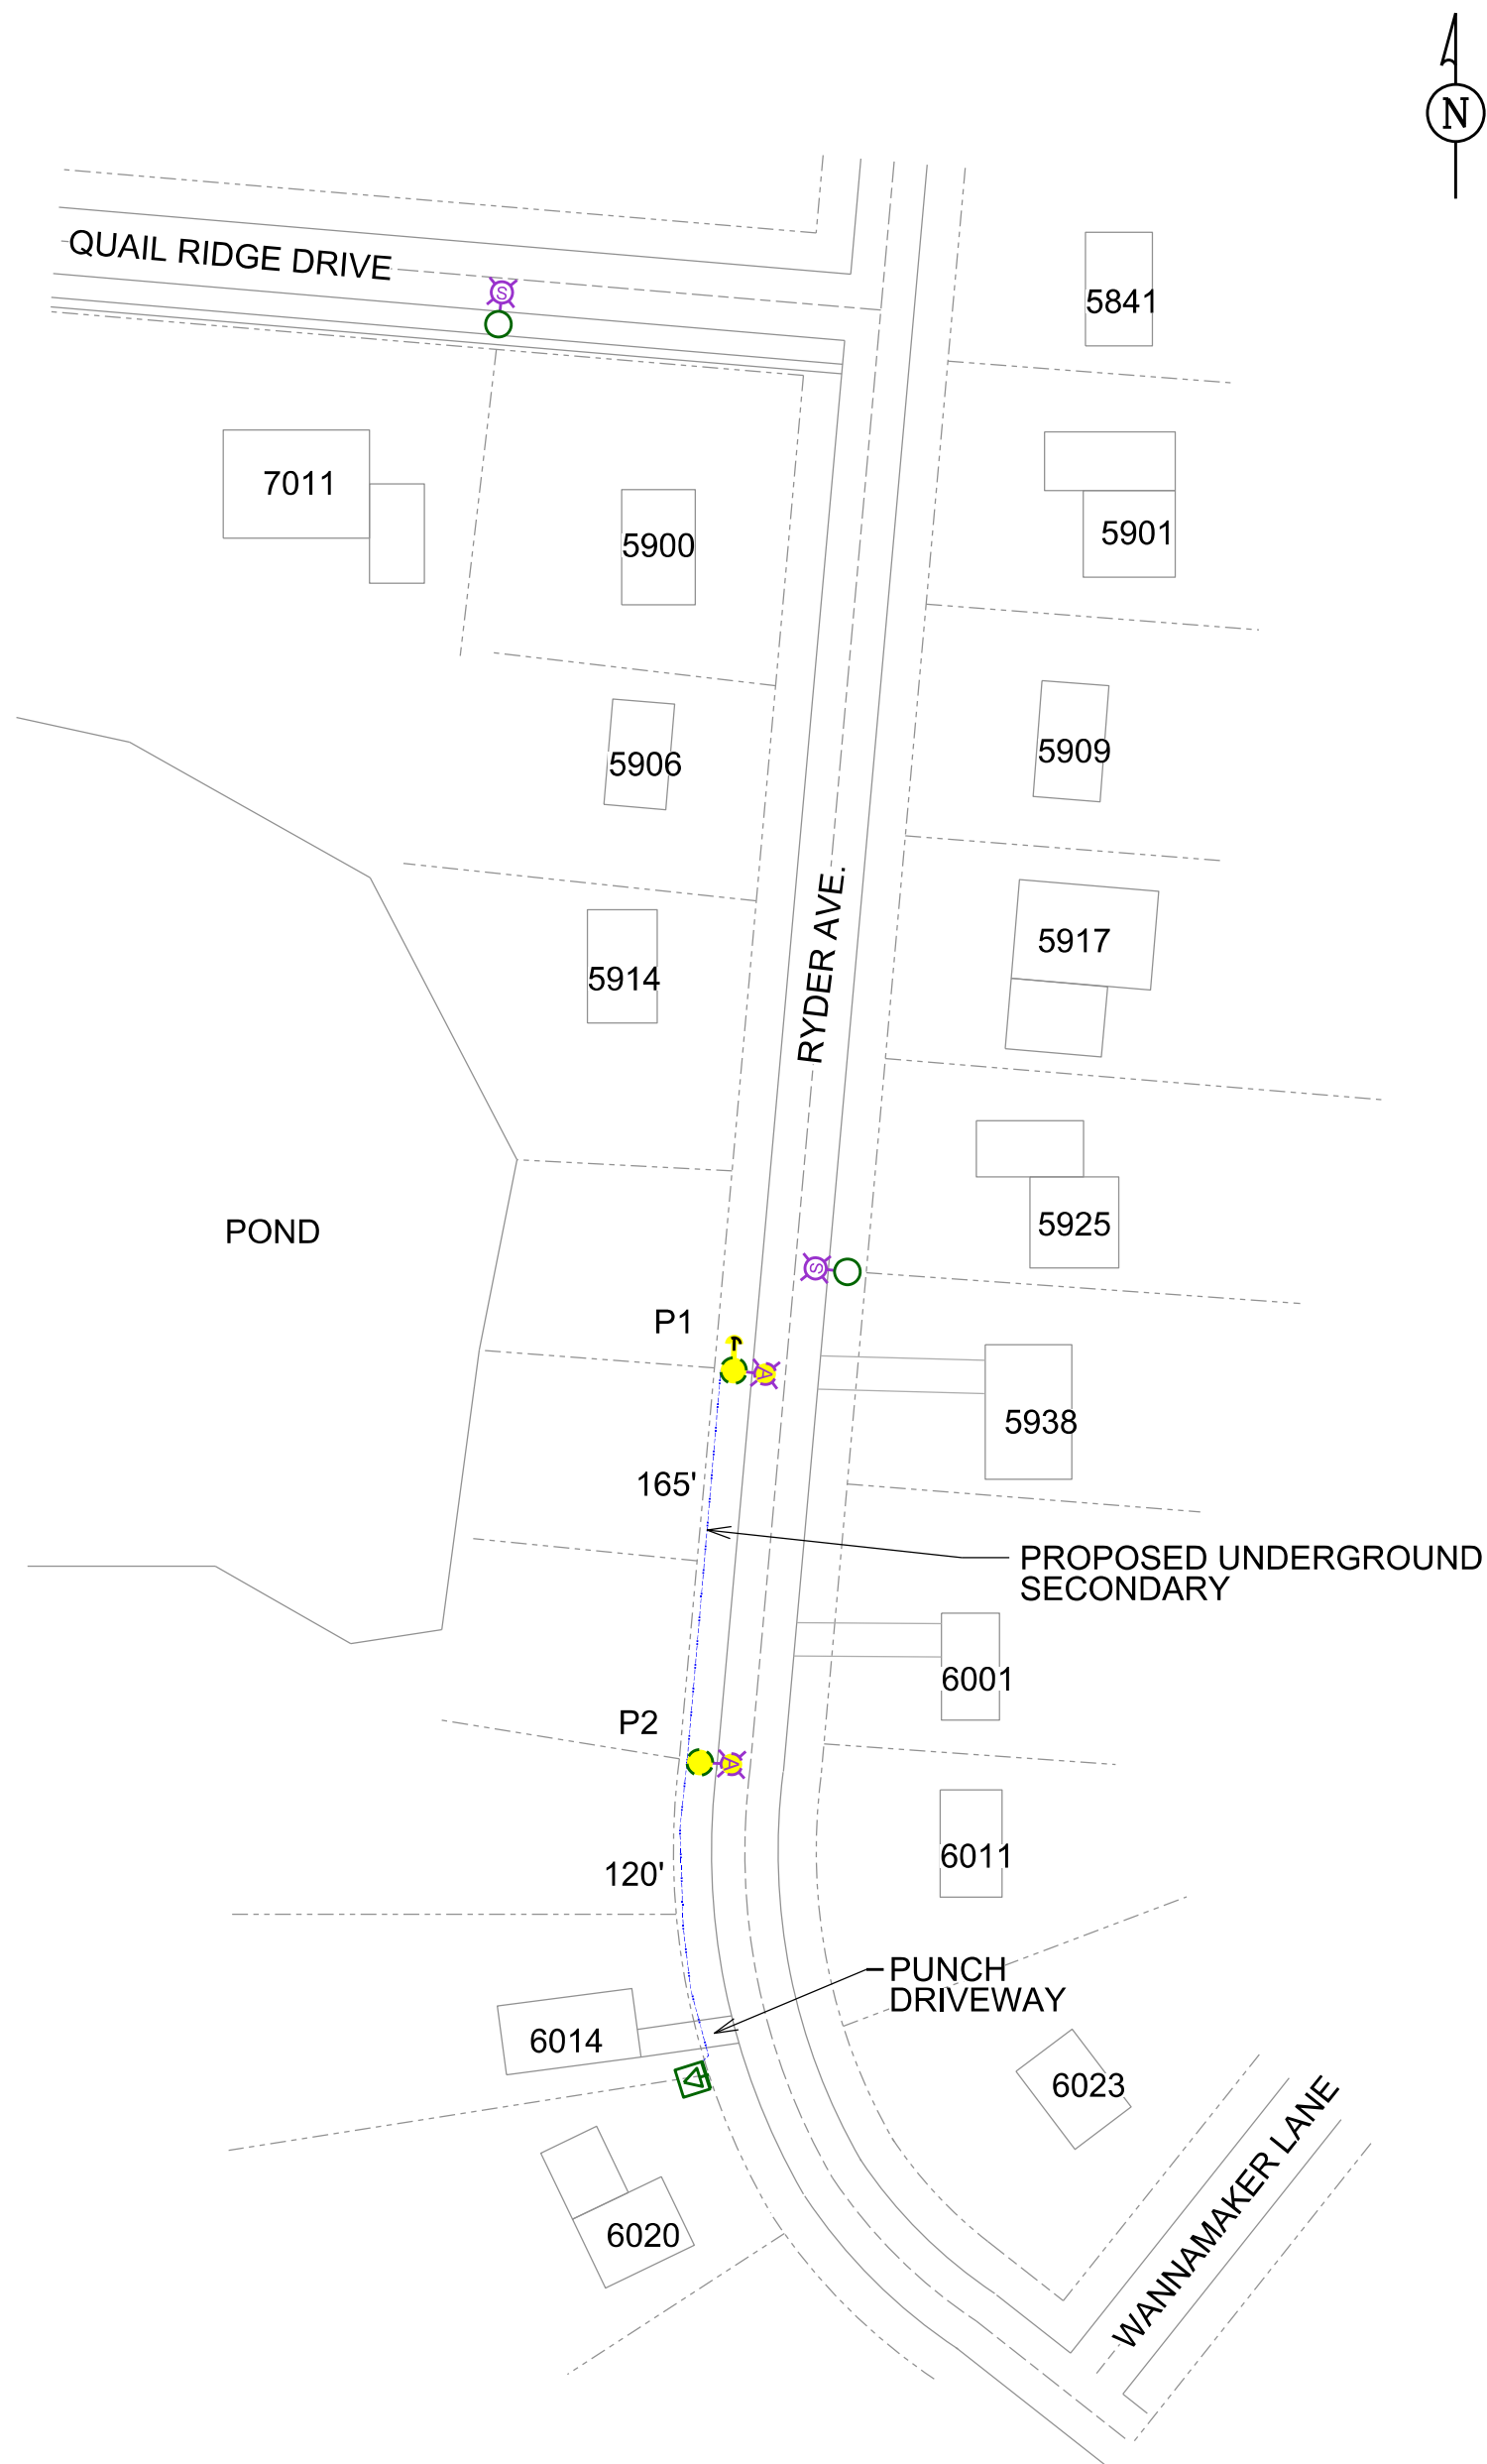 N
QUAIL RIDGE DRIVE
S
5841
7011
5900
5901
5906
5909
5917
5914
RYDER AVE.
5925
POND
S
P1
A
5938
165'
PROPOSED UNDERGROUND
SECONDARY
6001
P2
A
6011
120'
PUNCH
DRIVEWAY
6014
6023
WANNAMAKER LANE
6020